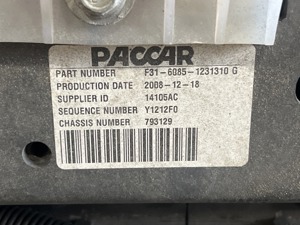 PACCAR
PART NUMBER F31-6085-1231310 G
PRODUCTION DATE 2008-12-18
SUPPLIER ID 14105AC
SEQUENCE NUMBER Y1212F0
CHASSIS NUMBER 793129